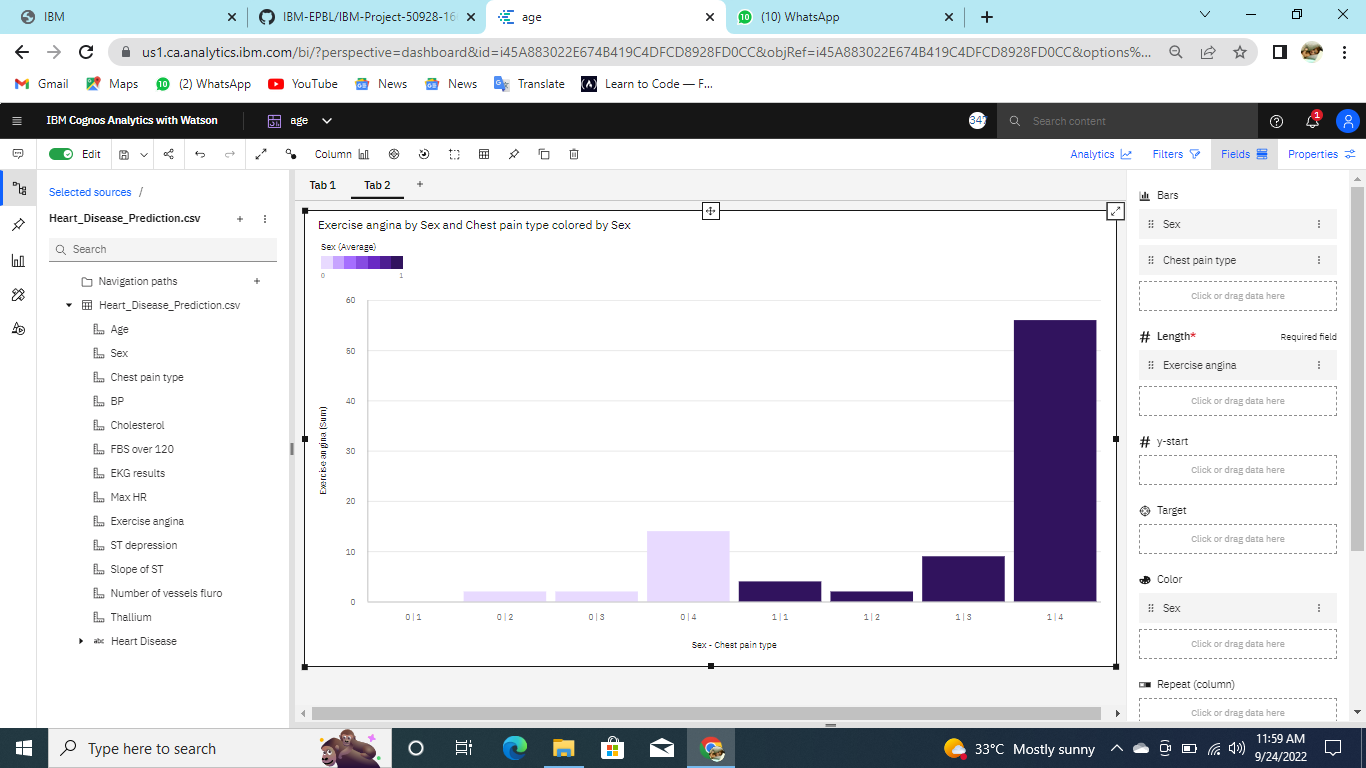 IBM
IBM-EPBL/IBM-Project-50928-16
age
(10) WhatsApp
us1.ca.analytics.ibm.com/bi/?perspective=dashboard&id=i45A883022E674B419C4DFCD8928FD0CC&objRef=i45A883022E674B419C4DFCD8928FD0CC&options%...
Gmail
Maps
(2) WhatsApp
YouTube
News
News
Translate
Learn to Code — F...
IBM Cognos Analytics with Watson
age
347
Search content
1
Edit
Column
Analytics
Filters
Fields
Properties
Selected sources /
Heart_Disease_Prediction.csv
Search
Navigation paths
Heart_Disease_Prediction.csv
Age
Sex
Chest pain type
BP
Cholesterol
FBS over 120
EKG results
Max HR
Exercise angina
ST depression
Slope of ST
Number of vessels fluro
Thallium
abc Heart Disease
Tab 1
Tab 2
Exercise angina by Sex and Chest pain type colored by Sex
Sex (Average)
0 1
Exercise angina (Sum)
60
50
40
30
20
10
0
0 | 1
0 | 2
0 | 3
0 | 4
1 | 1
1 | 2
1 | 3
1 | 4
Sex - Chest pain type
Bars
Sex
Chest pain type
Click or drag data here
Length* Required field
Exercise angina
Click or drag data here
y-start
Click or drag data here
Target
Click or drag data here
Color
Sex
Click or drag data here
Repeat (column)
Click or drag data here
Type here to search
33°C Mostly sunny
11:59 AM
9/24/2022